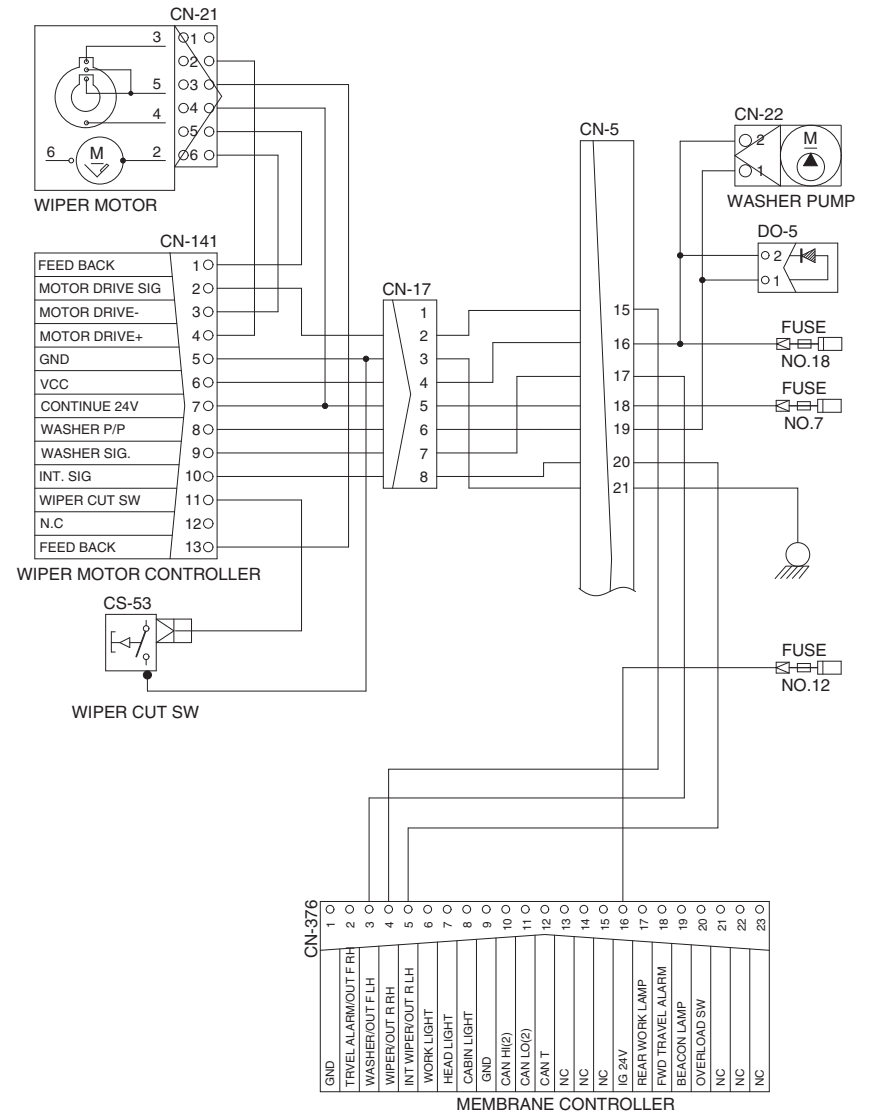 CN-21
3
5
4
6
M
2
1
2
3
4
5
6
WIPER MOTOR
CN-141
FEED BACK 1
MOTOR DRIVE SIG 2
MOTOR DRIVE- 3
MOTOR DRIVE+ 4
GND 5
VCC 6
CONTINUE 24V 7
WASHER P/P 8
WASHER SIG. 9
INT. SIG 10
WIPER CUT SW 11
N.C 12
FEED BACK 13
WIPER MOTOR CONTROLLER
CS-53
WIPER CUT SW
CN-17
1
2
3
4
5
6
7
8
CN-5
15
16
17
18
19
20
21
CN-22
2
1
M
WASHER PUMP
DO-5
2
1
FUSE
NO.18
FUSE
NO.7
FUSE
NO.12
CN-376
1 GND
2 TRVEL ALARM/OUT F RH
3 WASHER/OUT F LH
4 WIPER/OUT R RH
5 INT WIPER/OUT R LH
6 WORK LIGHT
7 HEAD LIGHT
8 CABIN LIGHT
9 GND
10 CAN HI(2)
11 CAN LO(2)
12 CAN T
13 NC
14 NC
15 NC
16 IG 24V
17 REAR WORK LAMP
18 FWD TRAVEL ALARM
19 BEACON LAMP
20 OVERLOAD SW
21 NC
22 NC
23 NC
MEMBRANE CONTROLLER